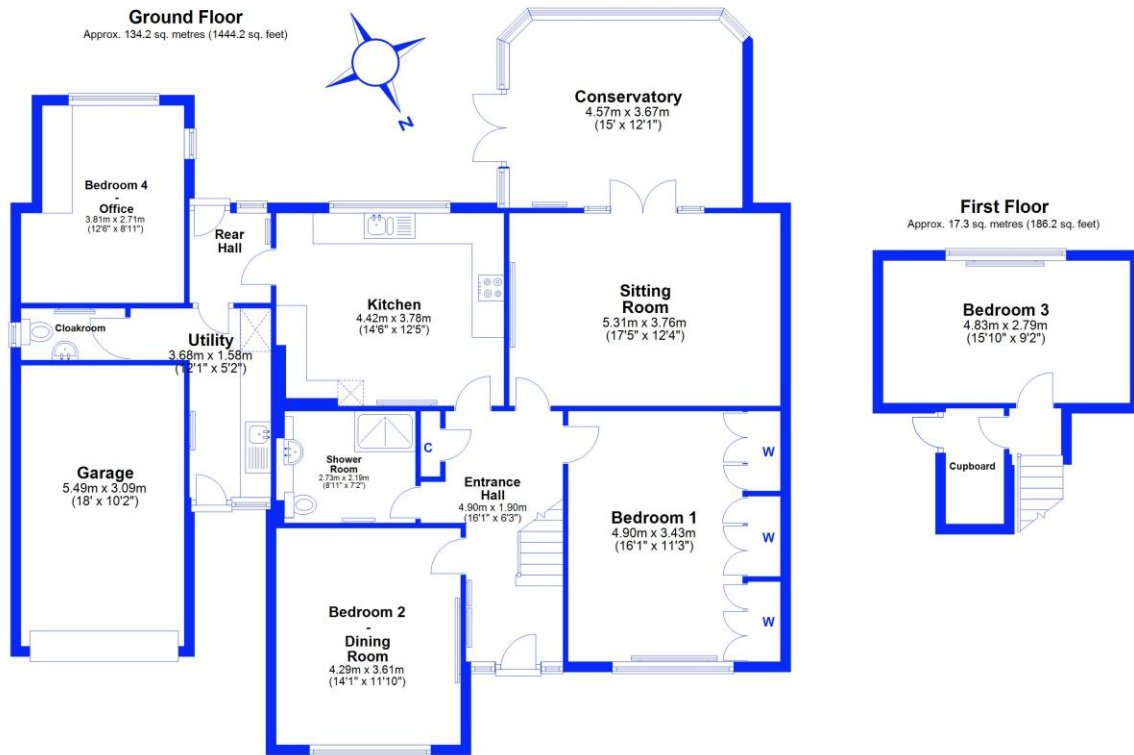 Ground Floor
Approx. 134.2 sq. metres (1444.2 sq. feet)
N
Conservatory
4.57m x 3.67m
(15' x 12'1")
Bedroom 4
-
Office
3.81m x 2.71m
(12'6" x 8'11")
Rear
Hall
Kitchen
4.42m x 3.78m
(14'6" x 12'5")
Sitting
Room
5.31m x 3.76m
(17'5" x 12'4")
Cloakroom
Utility
3.68m x 1.58m
(12'1" x 5'2")
Garage
5.49m x 3.09m
(18' x 10'2")
Shower
Room
2.73m x 2.19m
(8'11" x 7'2")
C
Entrance
Hall
4.90m x 1.90m
(16'1" x 6'3")
Bedroom 1
4.90m x 3.43m
(16'1" x 11'3")
W
W
W
Bedroom 2
-
Dining
Room
4.29m x 3.61m
(14'1" x 11'10")
First Floor
Approx. 17.3 sq. metres (186.2 sq. feet)
Bedroom 3
4.83m x 2.79m
(15'10" x 9'2")
Cupboard